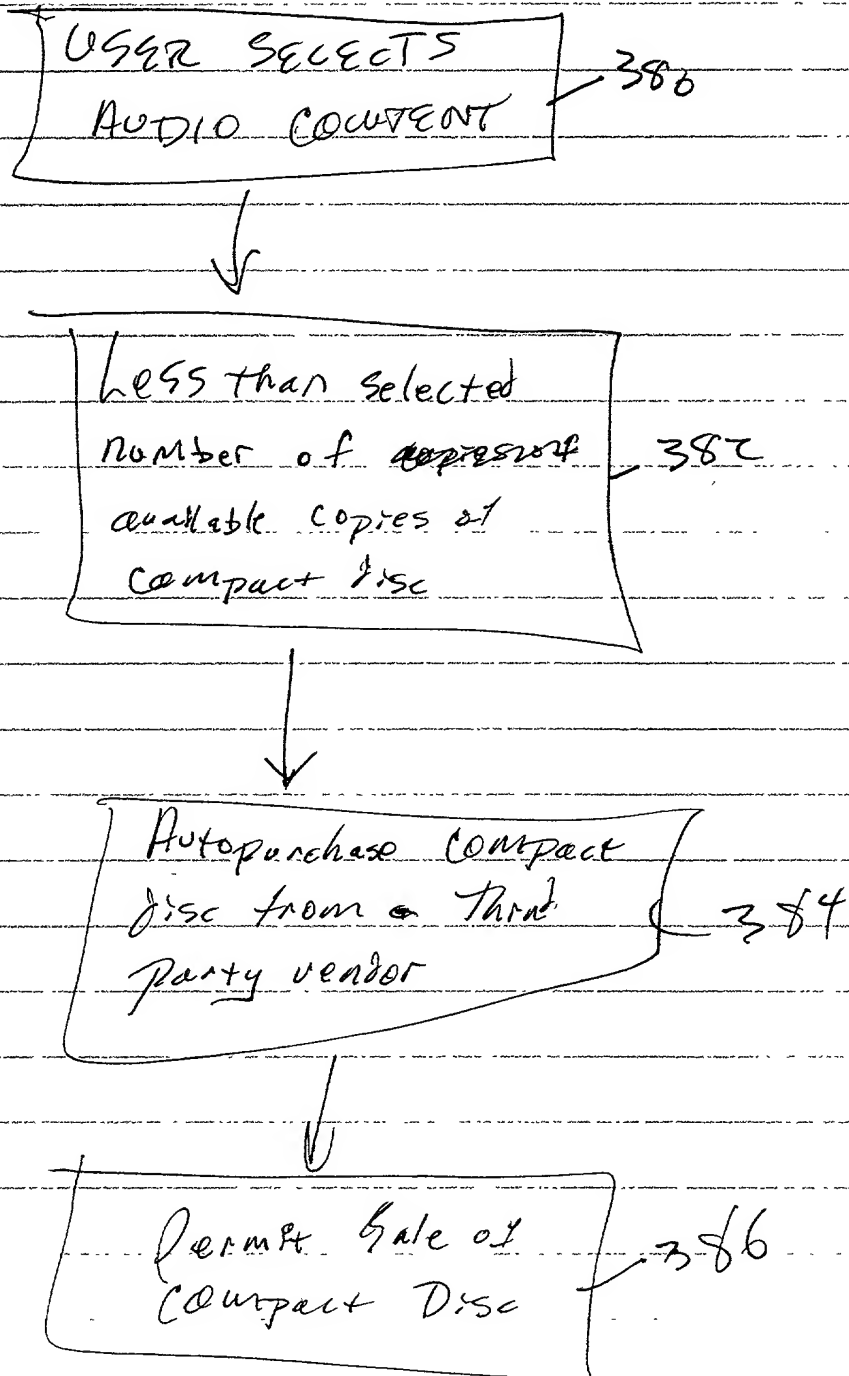 USER SELECTS
AUDIO CONTENT 380
Less than selected
number of
available copies of 382
compact disc
Autopurchase compact
disc from a third 384
party vendor
Permit Sale of 386
Compact Disc